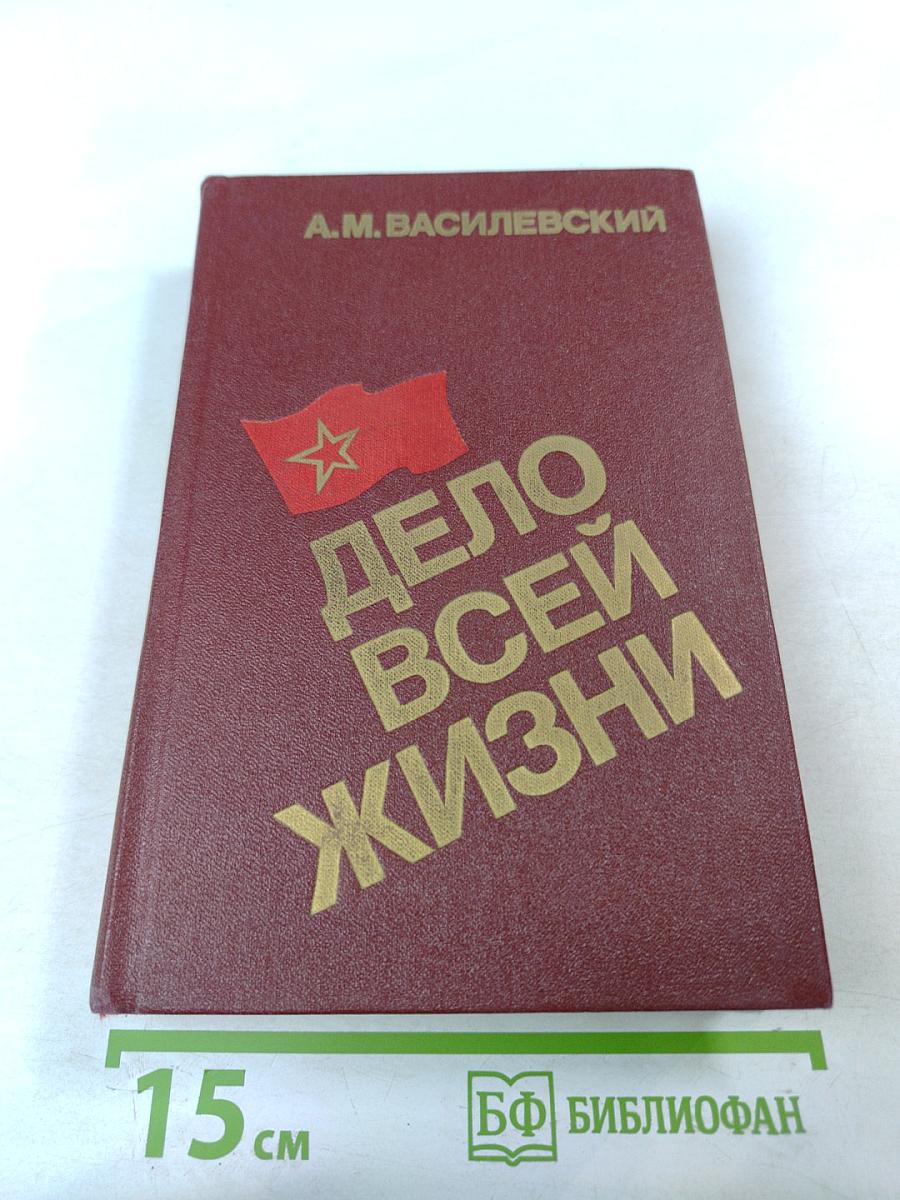 А.М. ВАСИЛЕВСКИЙ
ДЕЛО
ВСЕЙ
ЖИЗНИ
15 см
БФ БИБЛИОФАН